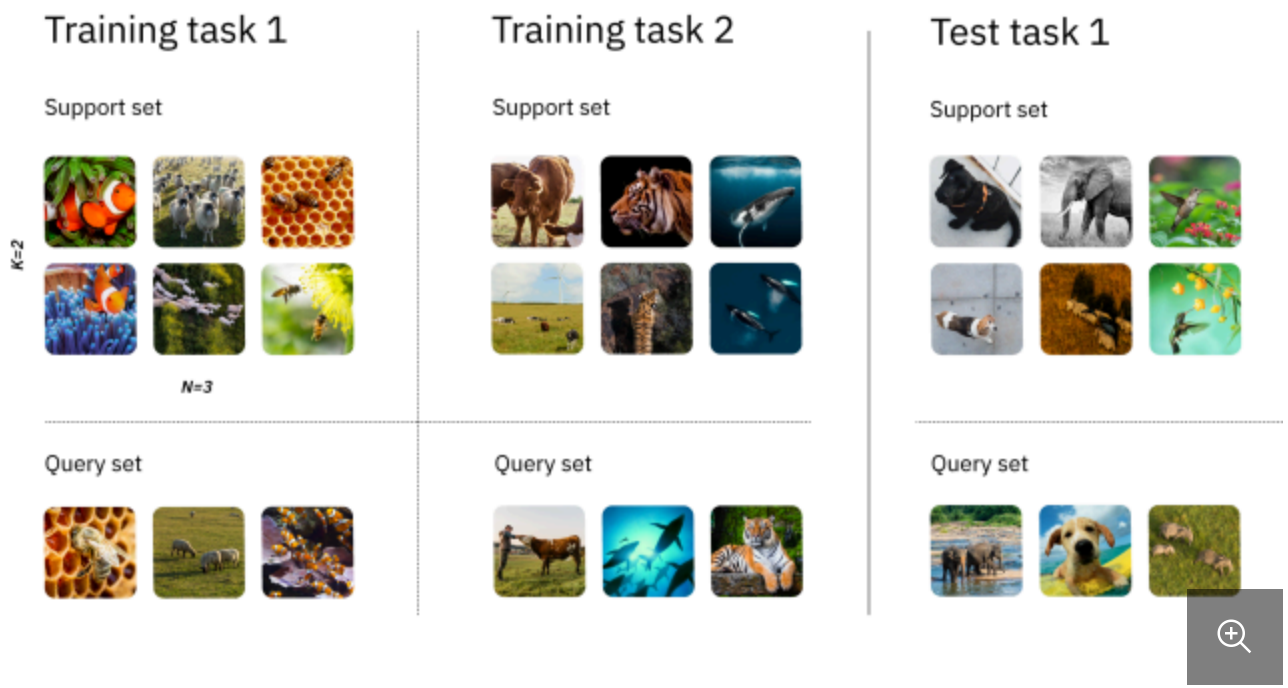 Training task 1
Training task 2
Test task 1
Support set
Support set
Support set
K=2
N=3
Query set
Query set
Query set